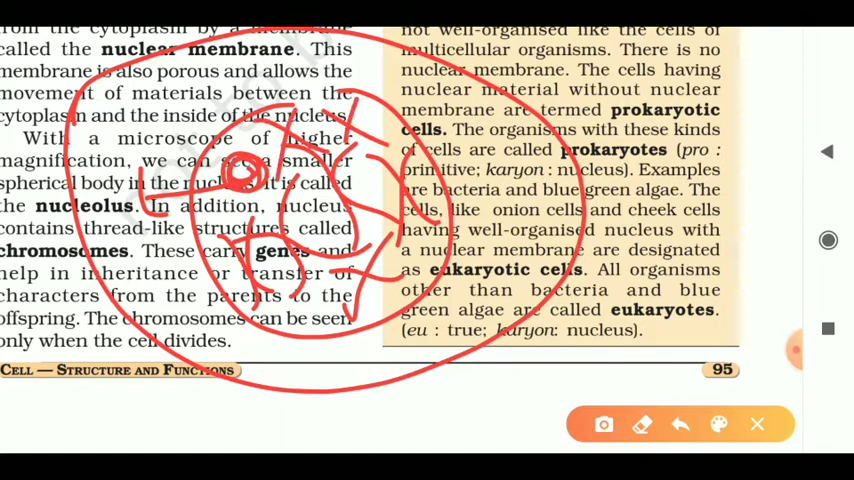 from the cytoplasm by a membrane
called the nuclear membrane. This
membrane is also porous and allows the
movement of materials between the
cytoplasm and the inside of the nucleus.
With a microscope of higher
magnification, we can see a smaller
spherical body in the nucleus. It is called
the nucleolus. In addition, nucleus
contains thread-like structures called
chromosomes. These carry genes and
help in inheritance or transfer of
characters from the parents to the
offspring. The chromosomes can be seen
only when the cell divides.
not well-organised like the cells of
multicellular organisms. There is no
nuclear membrane. The cells having
nuclear material without nuclear
membrane are termed prokaryotic
cells. The organisms with these kinds
of cells are called prokaryotes (pro :
primitive; karyon : nucleus). Examples
are bacteria and blue green algae. The
cells, like onion cells and cheek cells
having well-organised nucleus with
a nuclear membrane are designated
as eukaryotic cells. All organisms
other than bacteria and blue
green algae are called eukaryotes.
(eu : true; karyon: nucleus).
CELL — STRUCTURE AND FUNCTIONS
95